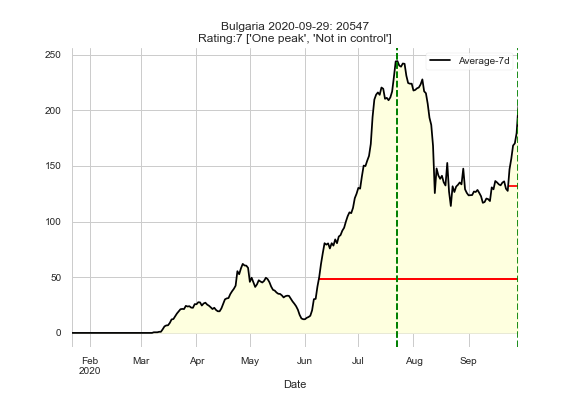 Bulgaria 2020-09-29: 20547
Rating:7 ['One peak', 'Not in control']
Average-7d
250
200
150
100
50
0
Feb Mar Apr May Jun Jul Aug Sep
2020
Date